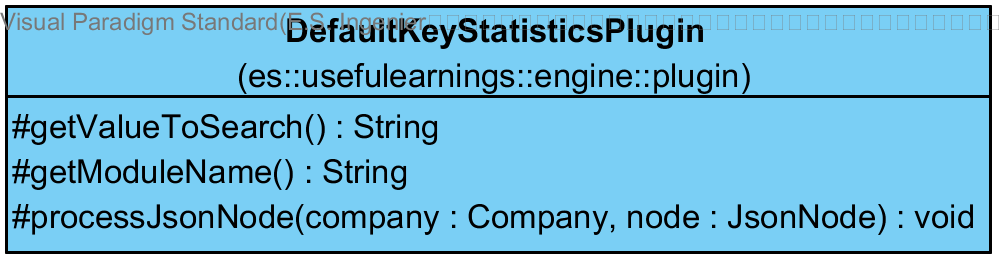 Visual Paradigm Standard(E.S. Ingenier
DefaultKeyStatisticsPlugin
(es::usefulearnings::engine::plugin)
#getValueToSearch() : String
#getModuleName() : String
#processJsonNode(company : Company, node : JsonNode) : void